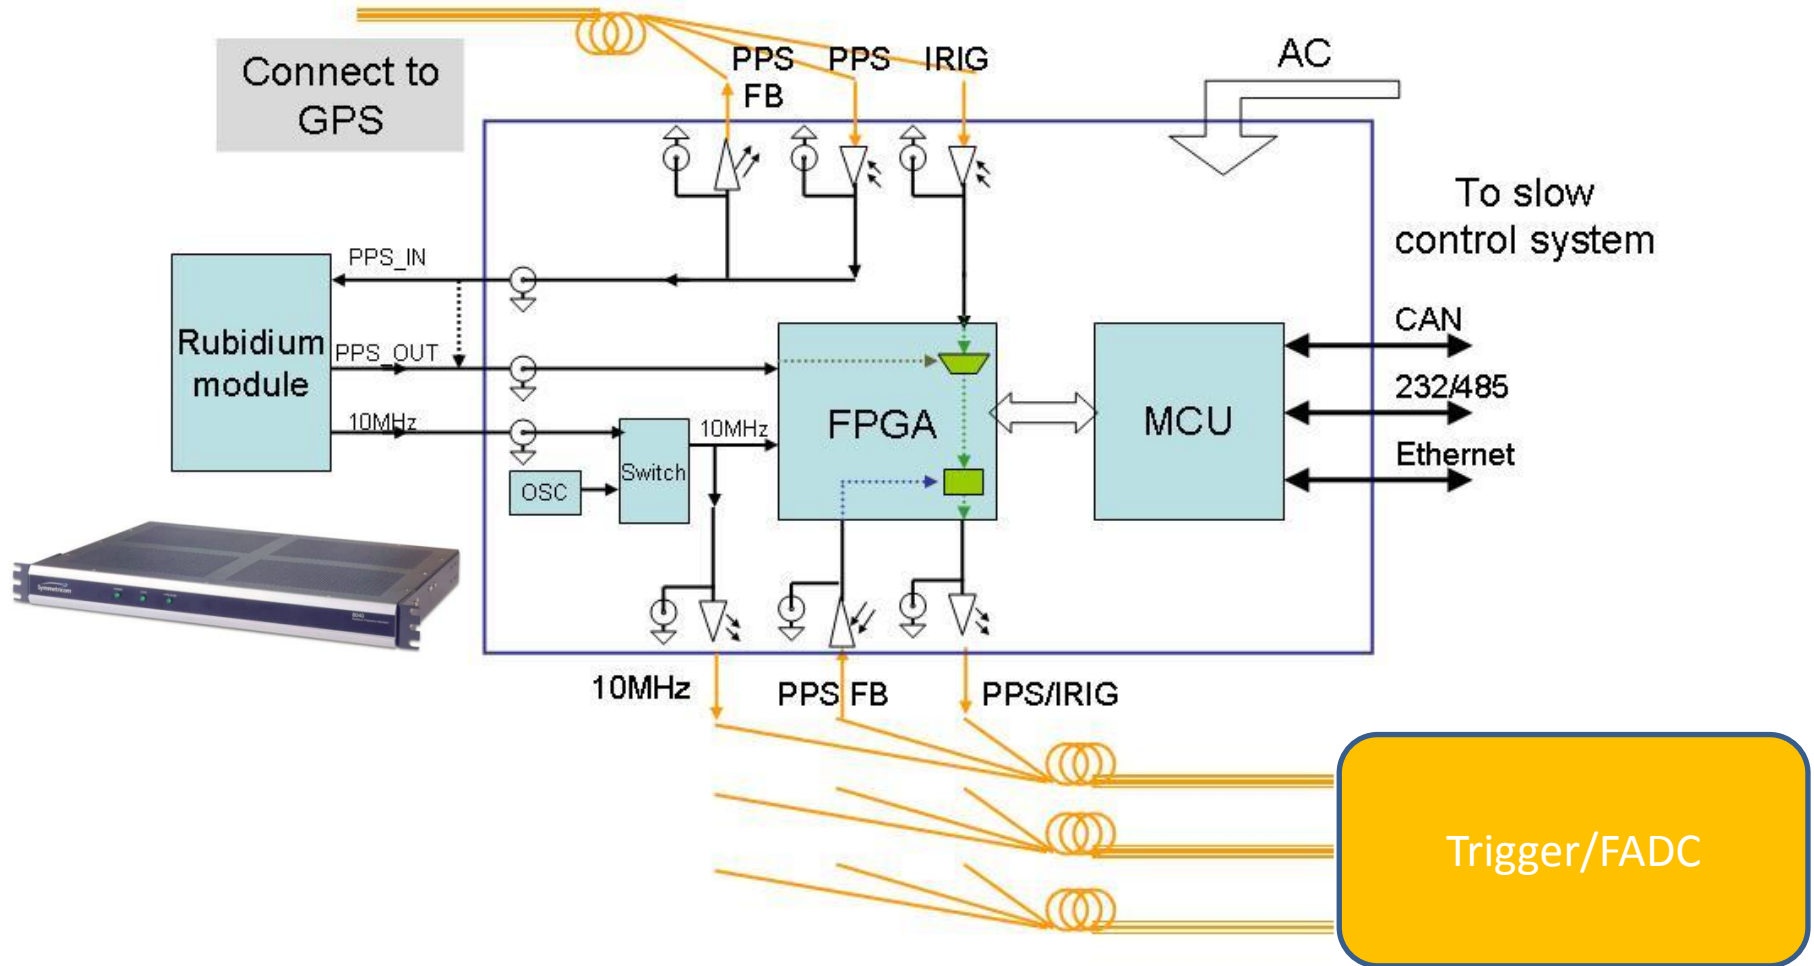 Connect to
GPS
PPS
FB
PPS
IRIG
AC
To slow
control system
PPS_IN
Rubidium
module
PPS_OUT
10MHz
Switch
OSC
10MHz
FPGA
MCU
CAN
232/485
Ethernet
Symmetricom
10MHz
PPS FB
PPS/IRIG
Trigger/FADC